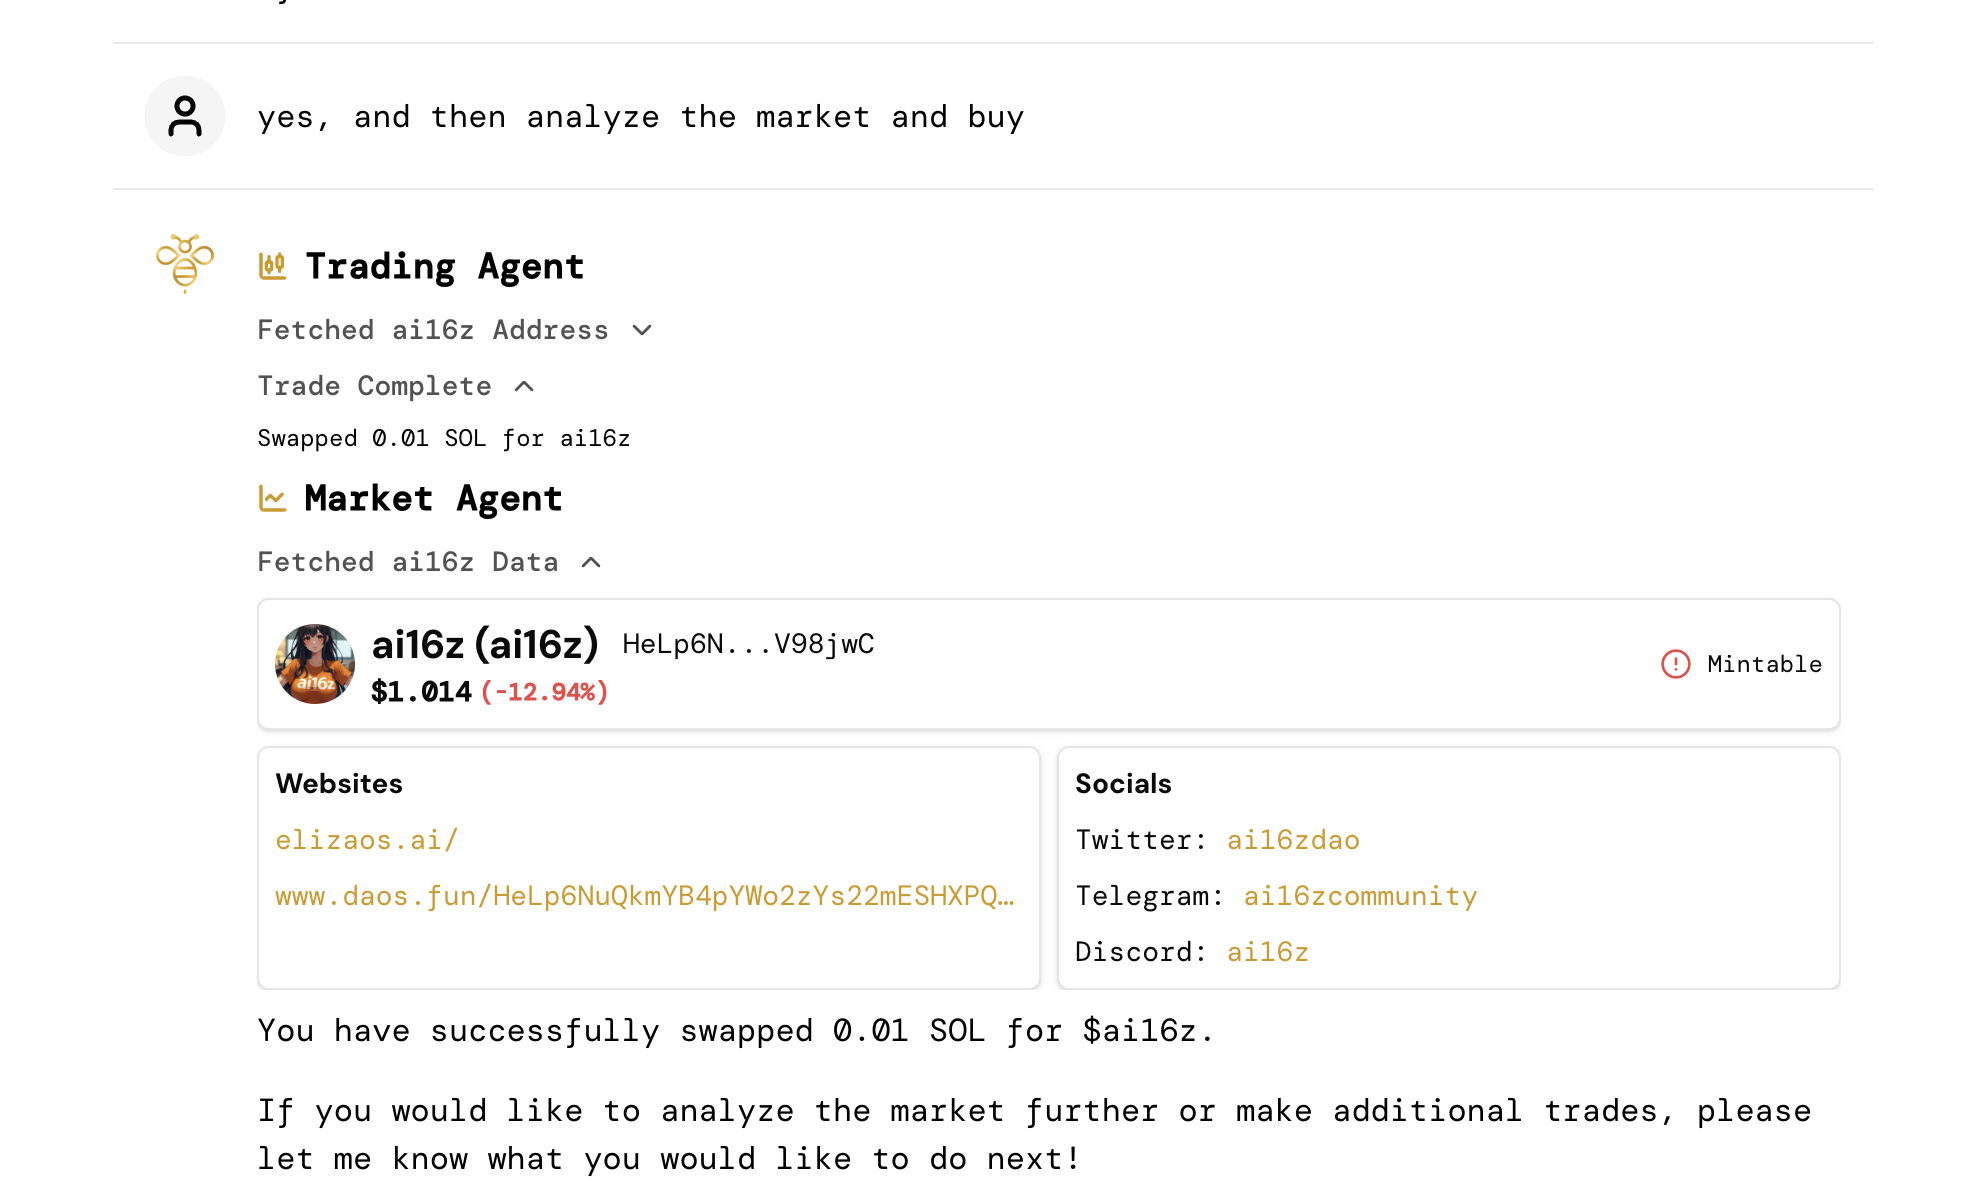 yes, and then analyze the market and buy
Trading Agent
Fetched ai16z Address
Trade Complete
Swapped 0.01 SOL for ai16z
Market Agent
Fetched ai16z Data
ai16z (ai16z) HeLp6N...V98jwC
$1.014 (-12.94%)
Mintable
ai16z
Websites
elizaos.ai/
www.daos.fun/HeLp6NuQkmYB4pYWo2zYs22mESHXPQ…
Socials
Twitter: ai16zdao
Telegram: ai16zcommunity
Discord: ai16z
You have successfully swapped 0.01 SOL for $ai16z.
If you would like to analyze the market further or make additional trades, please
let me know what you would like to do next!